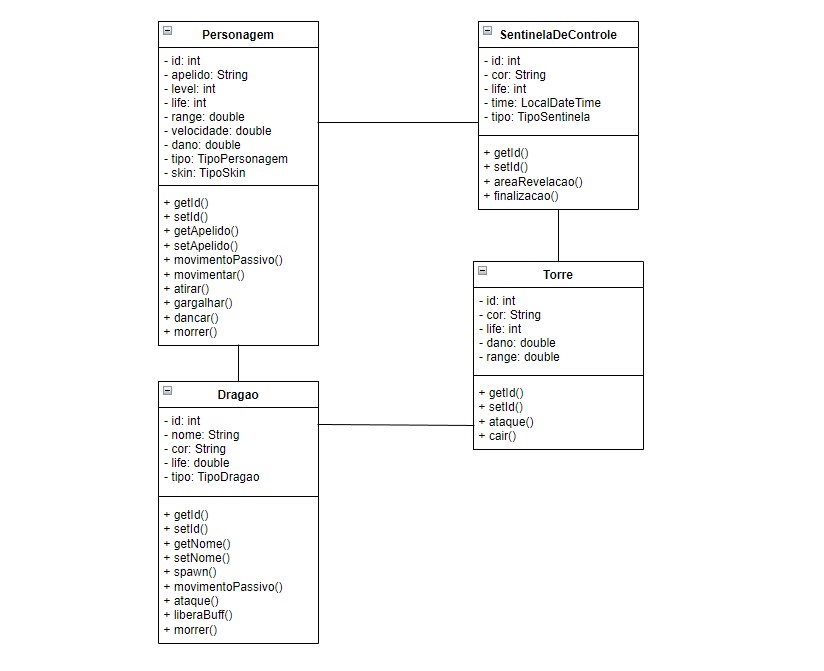 Personagem
- id: int
- apelido: String
- level: int
- life: int
- range: double
- velocidade: double
- dano: double
- tipo: TipoPersonagem
- skin: TipoSkin
+ getId()
+ setId()
+ getApelido()
+ setApelido()
+ movimentoPassivo()
+ movimentar()
+ atirar()
+ gargalhar()
+ dancar()
+ morrer()
SentinelaDeControle
- id: int
- cor: String
- life: int
- time: LocalDateTime
- tipo: TipoSentinela
+ getId()
+ setId()
+ areaRevelacao()
+ finalizacao()
Torre
- id: int
- cor: String
- life: int
- dano: double
- range: double
+ getId()
+ setId()
+ ataque()
+ cair()
Dragao
- id: int
- nome: String
- cor: String
- life: double
- tipo: TipoDragao
+ getId()
+ setId()
+ getNome()
+ setNome()
+ spawn()
+ movimentoPassivo()
+ ataque()
+ liberaBuff()
+ morrer()